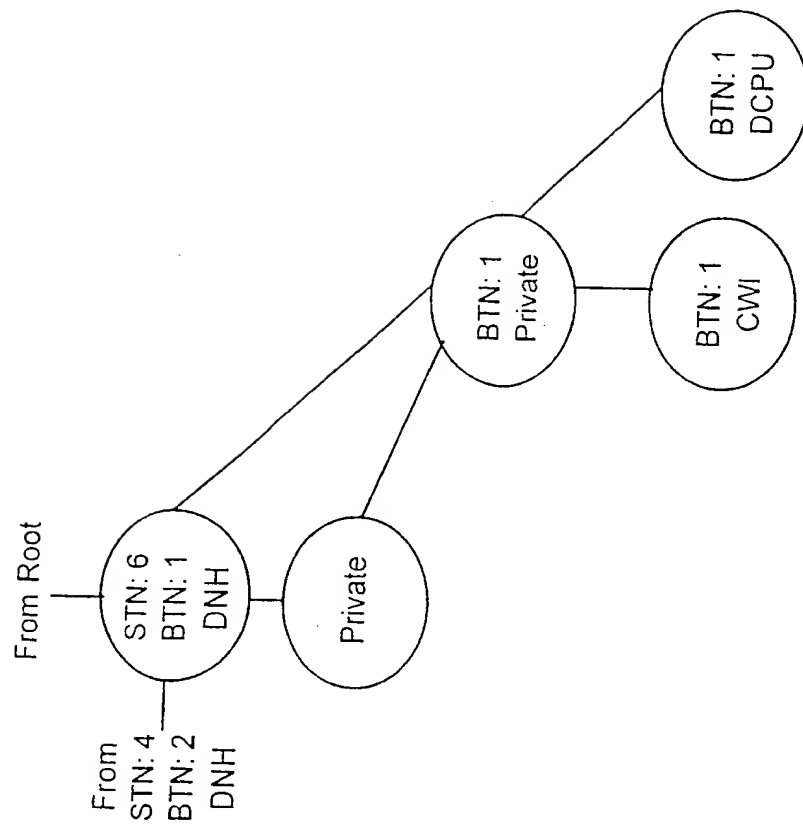 From Root
From
STN: 4
BTN: 2
DNH
STN: 6
BTN: 1
DNH
Private
BTN: 1
Private
BTN: 1
CWI
BTN: 1
DCPU